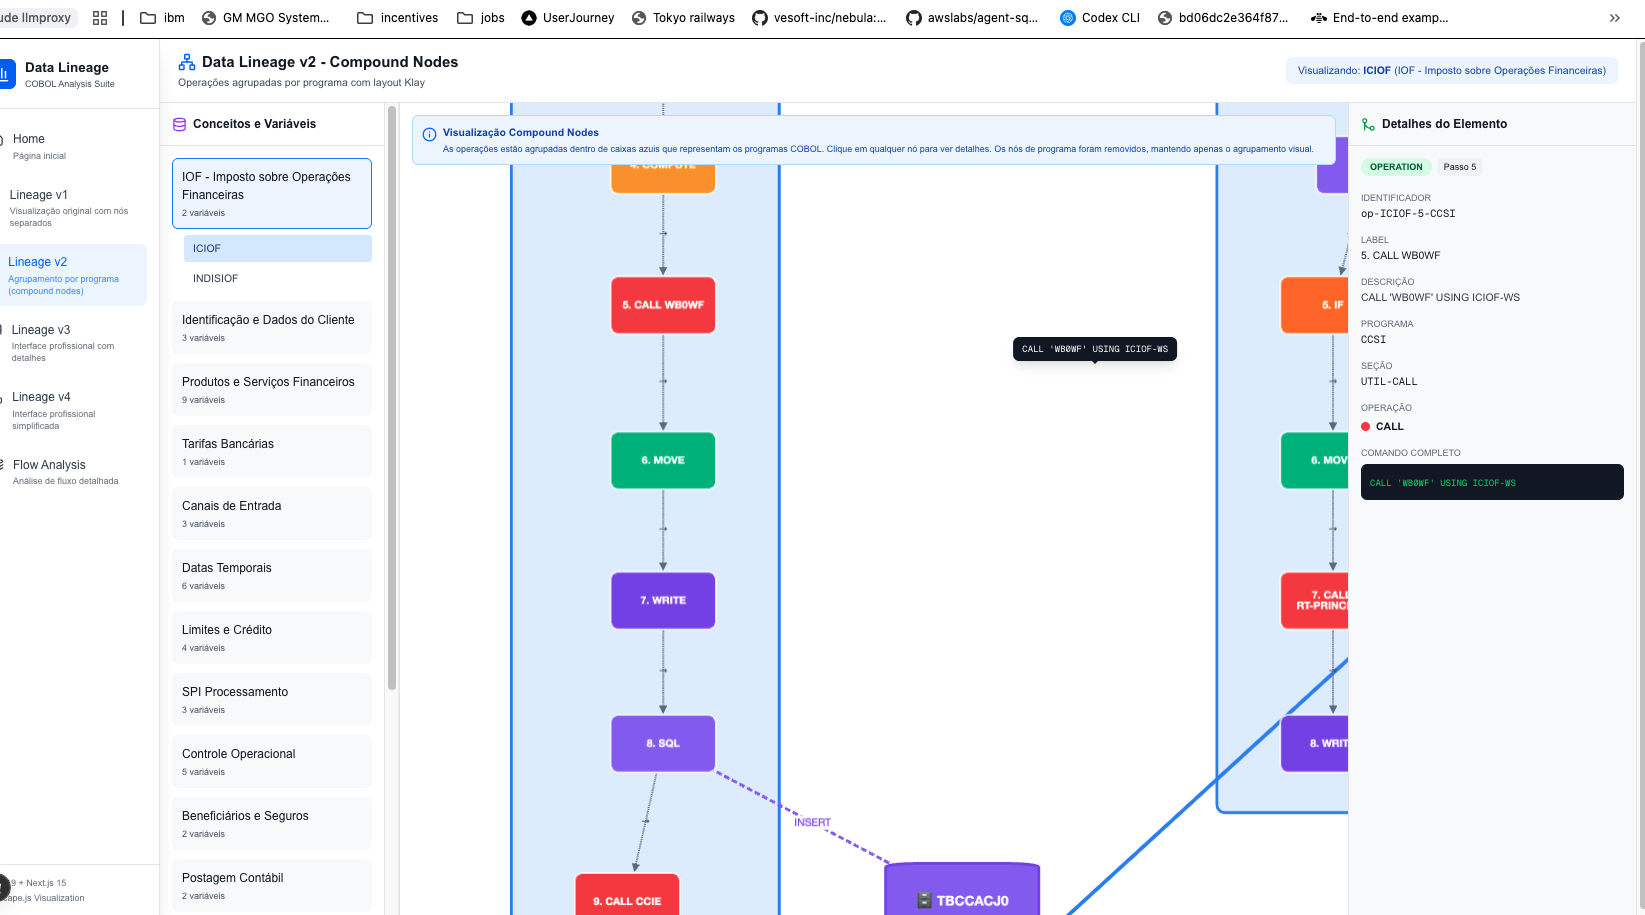 ude llmproxy
ibm
GM MGO System...
incentives
jobs
UserJourney
Tokyo railways
vesoft-inc/nebula:...
awslabs/agent-sq...
Codex CLI
bd06dc2e364f87...
End-to-end examp...
Data Lineage
COBOL Analysis Suite
Home
Página inicial
Lineage v1
Visualização original com nós
separados
Lineage v2
Agrupamento por programa
(compound nodes)
Lineage v3
Interface profissional com
detalhes
Lineage v4
Interface profissional
simplificada
Flow Analysis
Análise de fluxo detalhada
9 + Next.js 15
cape.js Visualization
Data Lineage v2 - Compound Nodes
Operações agrupadas por programa com layout Klay
Visualizando: ICIOF (IOF - Imposto sobre Operações Financeiras)
Conceitos e Variáveis
IOF - Imposto sobre Operações
Financeiras
2 variáveis
ICIOF
INDISIOF
Identificação e Dados do Cliente
3 variáveis
Produtos e Serviços Financeiros
9 variáveis
Tarifas Bancárias
1 variáveis
Canais de Entrada
3 variáveis
Datas Temporais
6 variáveis
Limites e Crédito
4 variáveis
SPI Processamento
3 variáveis
Controle Operacional
5 variáveis
Beneficiários e Seguros
2 variáveis
Postagem Contábil
2 variáveis
Visualização Compound Nodes
As operações estão agrupadas dentro de caixas azuis que representam os programas COBOL. Clique em qualquer nó para ver detalhes. Os nós de programa foram removidos, mantendo apenas o agrupamento visual.
4. COMPUTE
5. CALL WB0WF
6. MOVE
7. WRITE
8. SQL
INSERT
9. CALL CCIE
TBCCACJ0
CALL 'WB0WF' USING ICIOF-WS
5. IF
6. MOV
7. CALL
RT-PRINC
8. WRIT
Detalhes do Elemento
OPERATION
Passo 5
IDENTIFICADOR
op-ICIOF-5-CCSI
LABEL
5. CALL WB0WF
DESCRIÇÃO
CALL 'WB0WF' USING ICIOF-WS
PROGRAMA
CCSI
SEÇÃO
UTIL-CALL
OPERAÇÃO
CALL
COMANDO COMPLETO
CALL 'WB0WF' USING ICIOF-WS